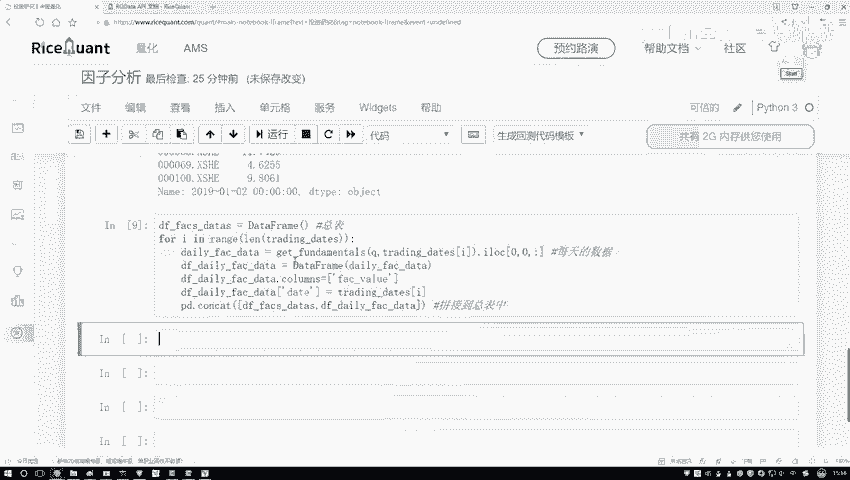 RQData API 文档 - RiceQuant
RiceQuant 量化 AMS 预约路演 帮助文档 社区
因子分析 最后检查: 25 分钟前 (未保存改变)
文件 编辑 查看 插入 单元格 服务 Widgets 帮助 可信的 Python 3
运行 代码 生成回测代码模板 共有 2G 内存供您使用
000069.XSHE 4.6255
000100.XSHE 9.8061
Name: 2019-01-02 00:00:00, dtype: object
In [9]: df_facs_datas = DataFrame() #总表
for i in range(len(trading_dates)):
daily_fac_data = get_fundamentals(q,trading_dates[i]).iloc[0,0,:] #每天的数据
df_daily_fac_data = DataFrame(daily_fac_data)
df_daily_fac_data.columns=['fac_value']
df_daily_fac_data['date'] = trading_dates[i]
pd.concat([df_facs_datas,df_daily_fac_data]) #拼接到总表中
In [ ]:
In [ ]:
In [ ]:
In [ ]: